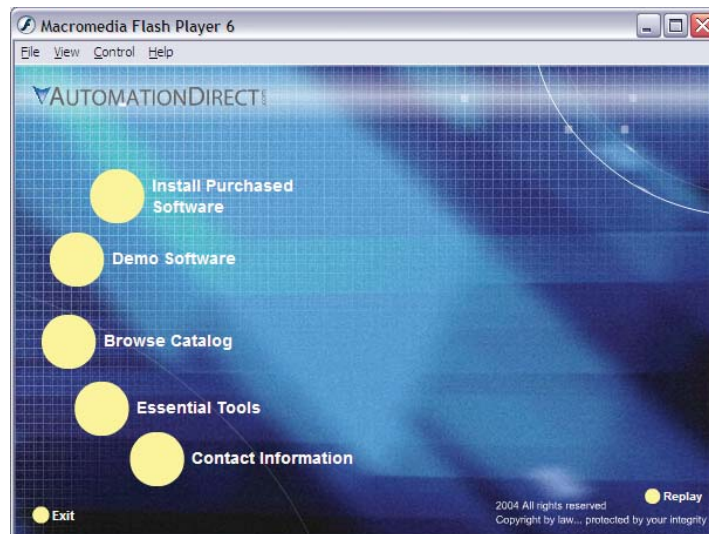 Macromedia Flash Player 6
File View Control Help
AUTOMATIONDIRECT
Install Purchased
Software
Demo Software
Browse Catalog
Essential Tools
Contact Information
Exit
Replay
2004 All rights reserved
Copyright by law... protected by your integrity